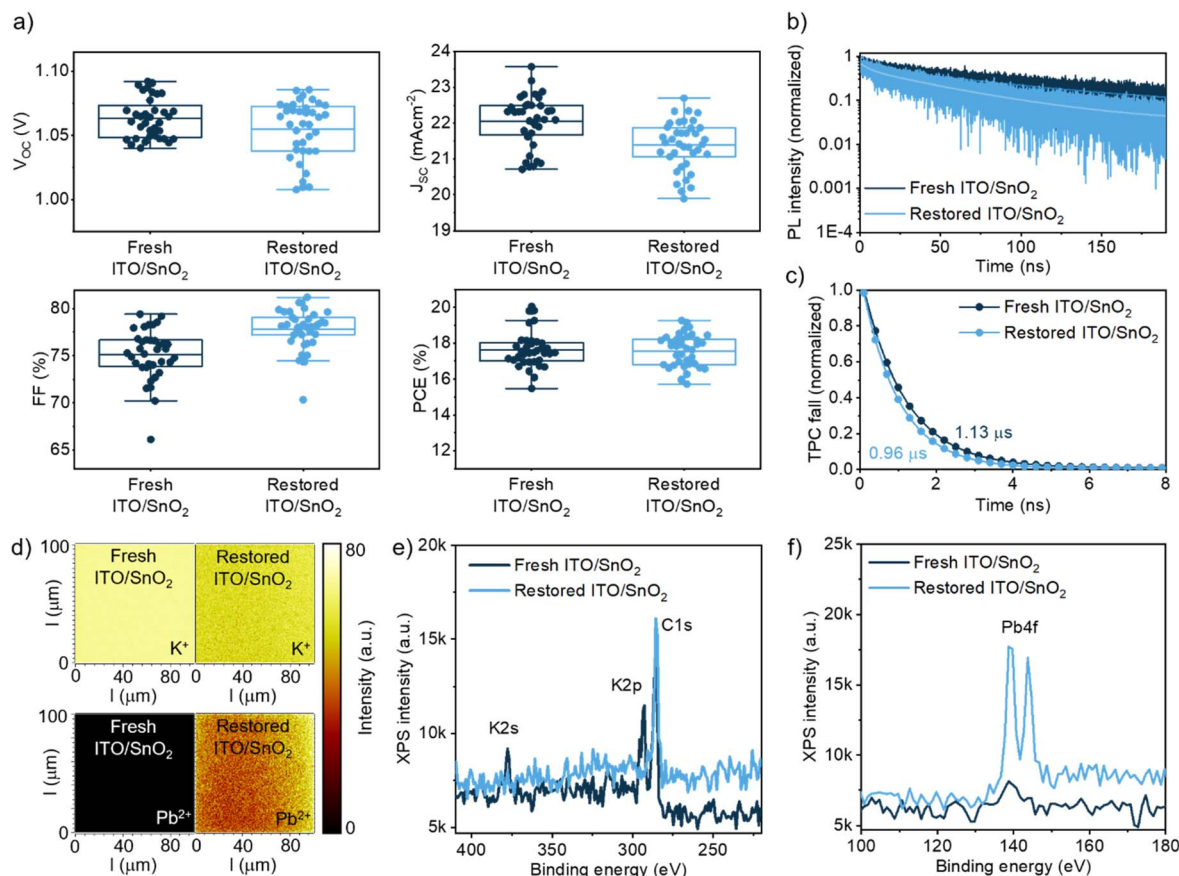 a)
1.10
1.05
1.00
V_OC (V)
Fresh
ITO/SnO₂
Restored
ITO/SnO₂
24
23
22
21
20
19
J_SC (mAcm⁻²)
Fresh
ITO/SnO₂
Restored
ITO/SnO₂
80
75
70
65
FF (%)
Fresh
ITO/SnO₂
Restored
ITO/SnO₂
22
20
18
16
14
12
PCE (%)
Fresh
ITO/SnO₂
Restored
ITO/SnO₂
b)
1
0.1
0.01
0.001
1E-4
PL intensity (normalized)
Fresh ITO/SnO₂
Restored ITO/SnO₂
0 50 100 150
Time (ns)
c)
1.0
0.8
0.6
0.4
0.2
0.0
TPC fall (normalized)
Fresh ITO/SnO₂
Restored ITO/SnO₂
1.13 μs
0.96 μs
0 2 4 6 8
Time (ns)
d)
100
0
l (μm)
Fresh
ITO/SnO₂
K⁺
Restored
ITO/SnO₂
K⁺
0 40 80
0 40 80
l (μm)
l (μm)
100
0
l (μm)
Fresh
ITO/SnO₂
Pb²⁺
Restored
ITO/SnO₂
Pb²⁺
0 40 80
0 40 80
l (μm)
l (μm)
80
0
Intensity (a.u.)
e)
20k
15k
10k
5k
XPS intensity (a.u.)
Fresh ITO/SnO₂
Restored ITO/SnO₂
C1s
K2p
K2s
400 350 300 250
Binding energy (eV)
f)
25k
20k
15k
10k
5k
XPS intensity (a.u.)
Fresh ITO/SnO₂
Restored ITO/SnO₂
Pb4f
100 120 140 160 180
Binding energy (eV)